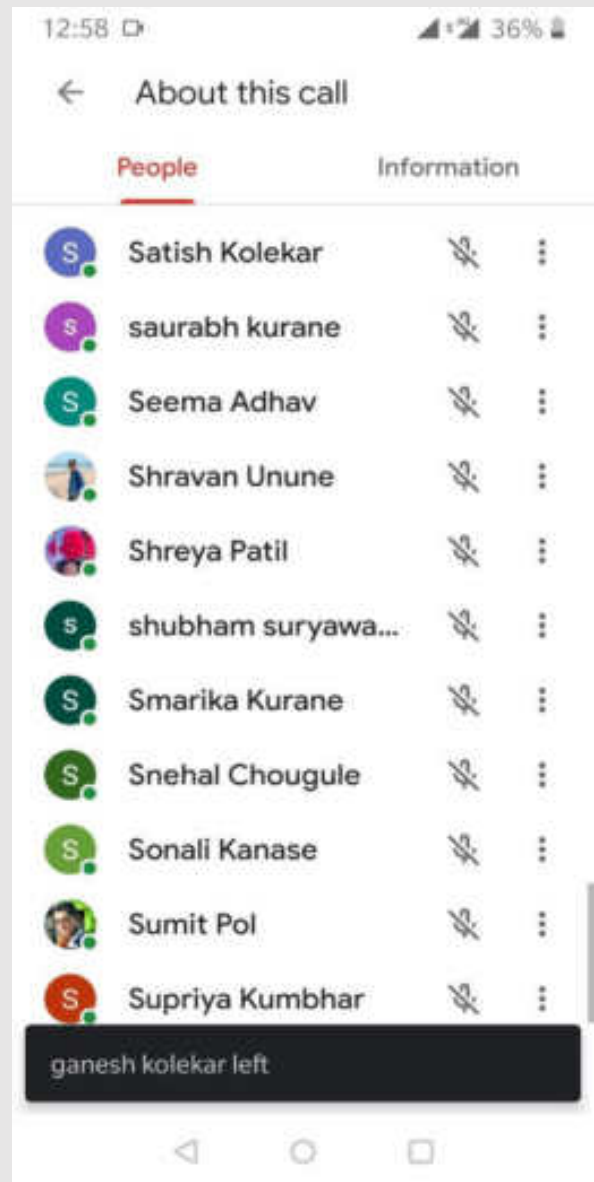 12:58 36%
About this call
People Information
S Satish Kolekar
s saurabh kurane
S Seema Adhav
Shravan Unune
Shreya Patil
s shubham suryawa...
S Smarika Kurane
S Snehal Chougule
S Sonali Kanase
Sumit Pol
S Supriya Kumbhar
ganesh kolekar left